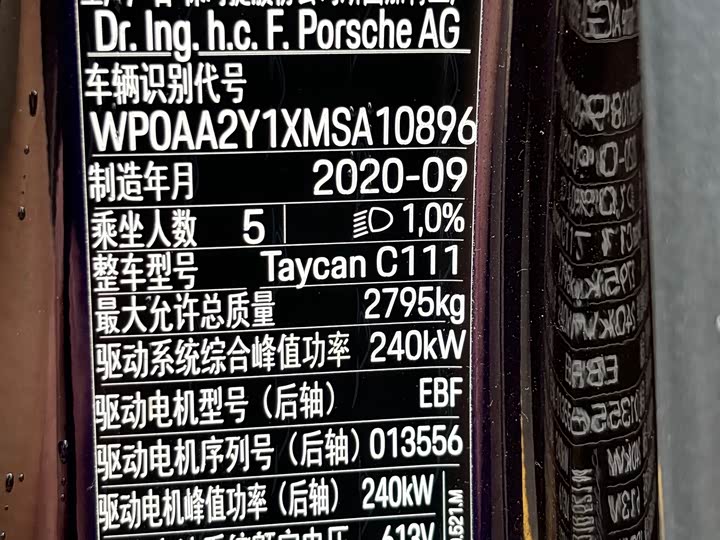 Dr. Ing. h.c. F. Porsche AG
车辆识别代号
WP0AA2Y1XMSA10896
制造年月 2020-09
乘坐人数 5 1,0%
整车型号 Taycan C111
最大允许总质量 2795kg
驱动系统综合峰值功率 240kW
驱动电机型号（后轴） EBF
驱动电机序列号（后轴）013556
驱动电机峰值功率（后轴） 240kW
613V
.621.M